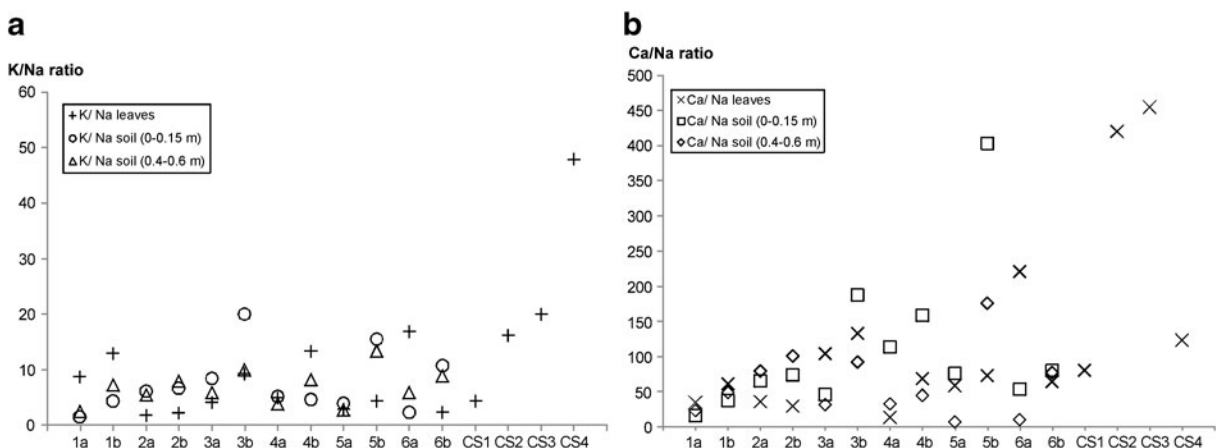 a
K/Na ratio
60
50
40
30
20
10
0
K/ Na leaves
K/ Na soil (0-0.15 m)
K/ Na soil (0.4-0.6 m)
1a 1b 2a 2b 3a 3b 4a 4b 5a 5b 6a 6b CS1 CS2 CS3 CS4
b
Ca/Na ratio
500
450
400
350
300
250
200
150
100
50
0
Ca/ Na leaves
Ca/ Na soil (0-0.15 m)
Ca/ Na soil (0.4-0.6 m)
1a 1b 2a 2b 3a 3b 4a 4b 5a 5b 6a 6b CS1 CS2 CS3 CS4